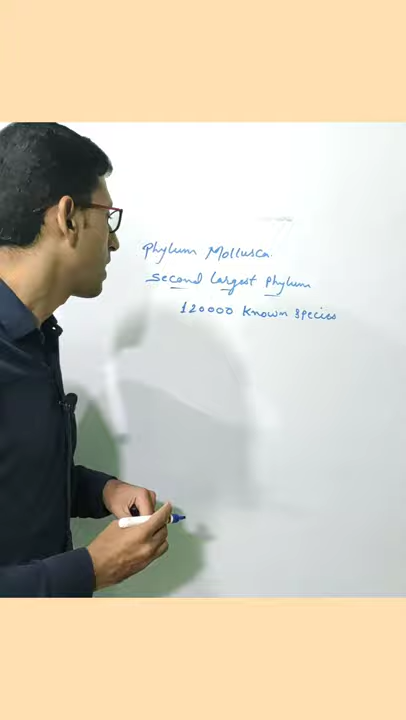 Phylum Mollusca.
Second largest phylum
120000 Known species